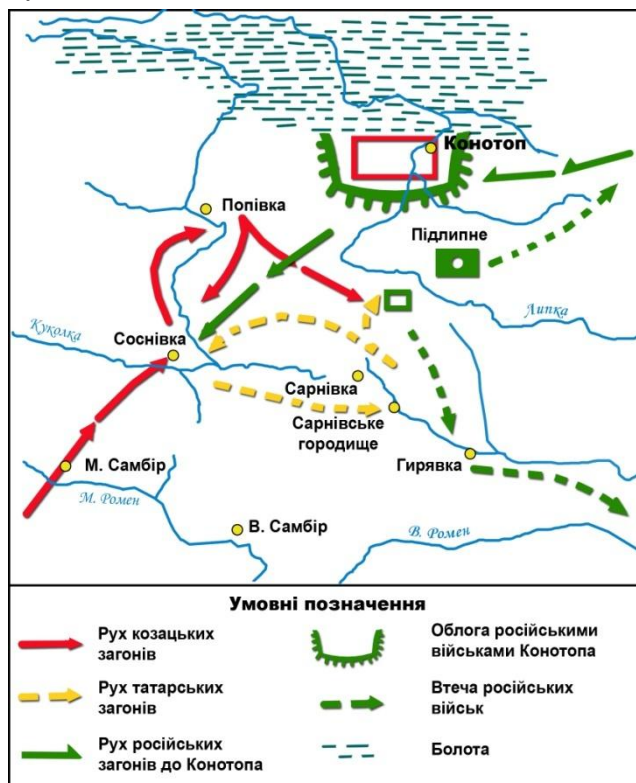 Конотоп
Попівка
Підлипне
Липка
Куколка
Соснівка
Сарнівка
Сарнівське
городище
М. Самбір
Гирявка
М. Ромен
В. Самбір
В. Ромен
Умовні позначення
Рух козацьких
загонів
Облога російськими
військами Конотопа
Рух татарських
загонів
Втеча російських
військ
Рух російських
загонів до Конотопа
Болота